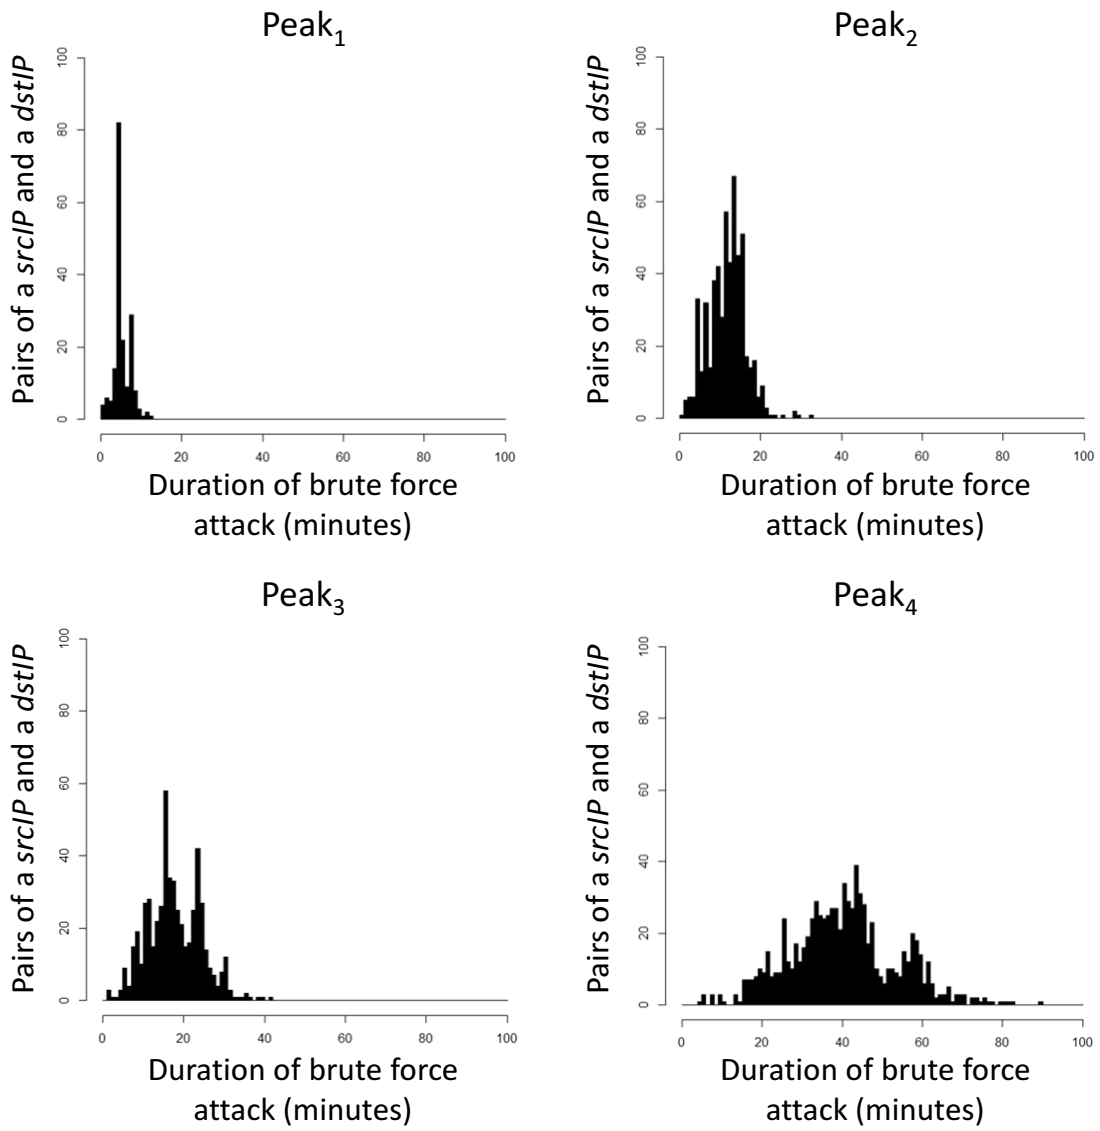 Peak1
Pairs of a srcIP and a dstIP
100
80
60
40
20
0
0 20 40 60 80 100
Duration of brute force
attack (minutes)
Peak2
Pairs of a srcIP and a dstIP
100
80
60
40
20
0
0 20 40 60 80 100
Duration of brute force
attack (minutes)
Peak3
Pairs of a srcIP and a dstIP
100
80
60
40
20
0
0 20 40 60 80 100
Duration of brute force
attack (minutes)
Peak4
Pairs of a srcIP and a dstIP
100
80
60
40
20
0
0 20 40 60 80 100
Duration of brute force
attack (minutes)